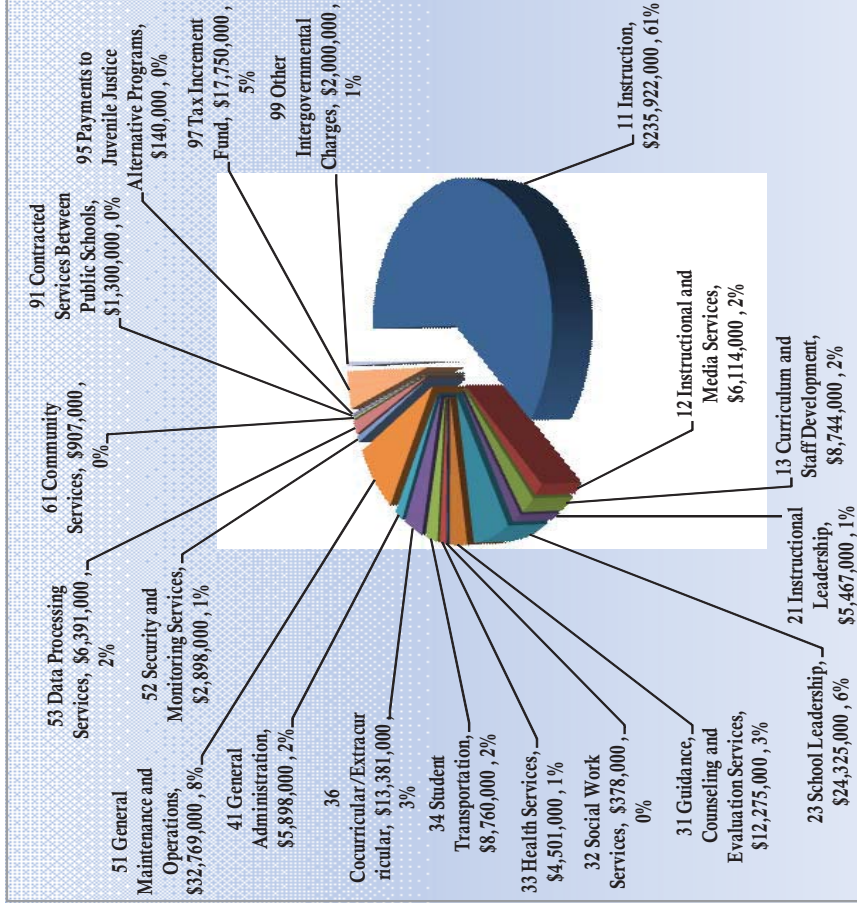 11 Instruction,
$235,922,000 , 61%
12 Instructional and
Media Services,
$6,114,000 , 2%
13 Curriculum and
Staff Development,
$8,744,000 , 2%
21 Instructional
Leadership,
$5,467,000 , 1%
23 School Leadership,
$24,325,000 , 6%
31 Guidance,
Counseling and
Evaluation Services,
$12,275,000 , 3%
32 Social Work
Services, $378,000 ,
0%
33 Health Services,
$4,501,000 , 1%
34 Student
Transportation,
$8,760,000 , 2%
36
Cocurricular/Extracur
ricular, $13,381,000 ,
3%
41 General
Administration,
$5,898,000 , 2%
51 General
Maintenance and
Operations,
$32,769,000 , 8%
52 Security and
Monitoring Services,
$2,898,000 , 1%
53 Data Processing
Services, $6,391,000 ,
2%
61 Community
Services, $907,000 ,
0%
91 Contracted
Services Between
Public Schools,
$1,300,000 , 0%
95 Payments to
Juvenile Justice
Alternative Programs,
$140,000 , 0%
97 Tax Increment
Fund, $17,750,000 ,
5%
99 Other
Intergovernmental
Charges, $2,000,000 ,
1%